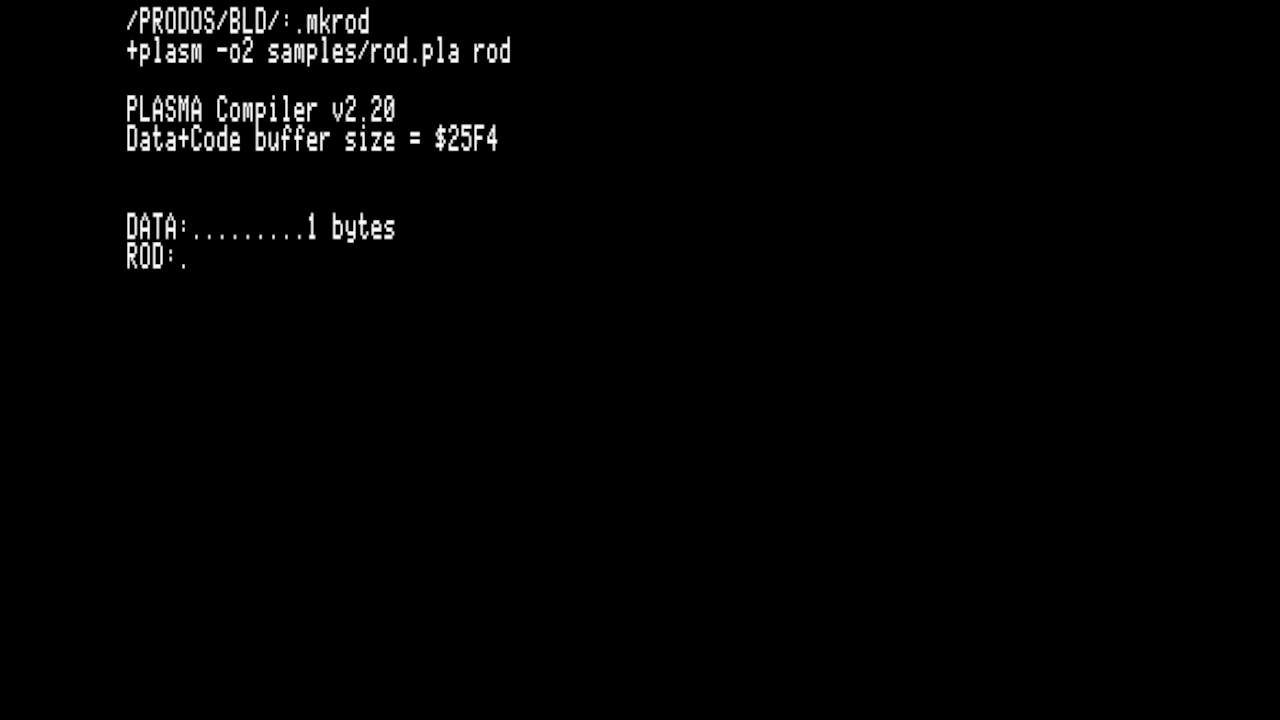 /PRODOS/BLD/:.mkrod
+plasm -o2 samples/rod.pla rod
PLASMA Compiler v2.20
Data+Code buffer size = $25F4
DATA:.........1 bytes
ROD:.